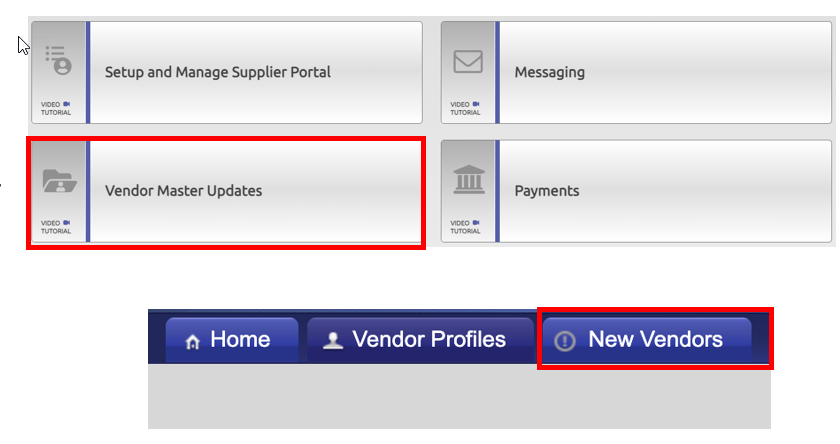 Setup and Manage Supplier Portal
VIDEO
TUTORIAL
Messaging
VIDEO
TUTORIAL
Vendor Master Updates
VIDEO
TUTORIAL
Payments
VIDEO
TUTORIAL
Home
Vendor Profiles
New Vendors